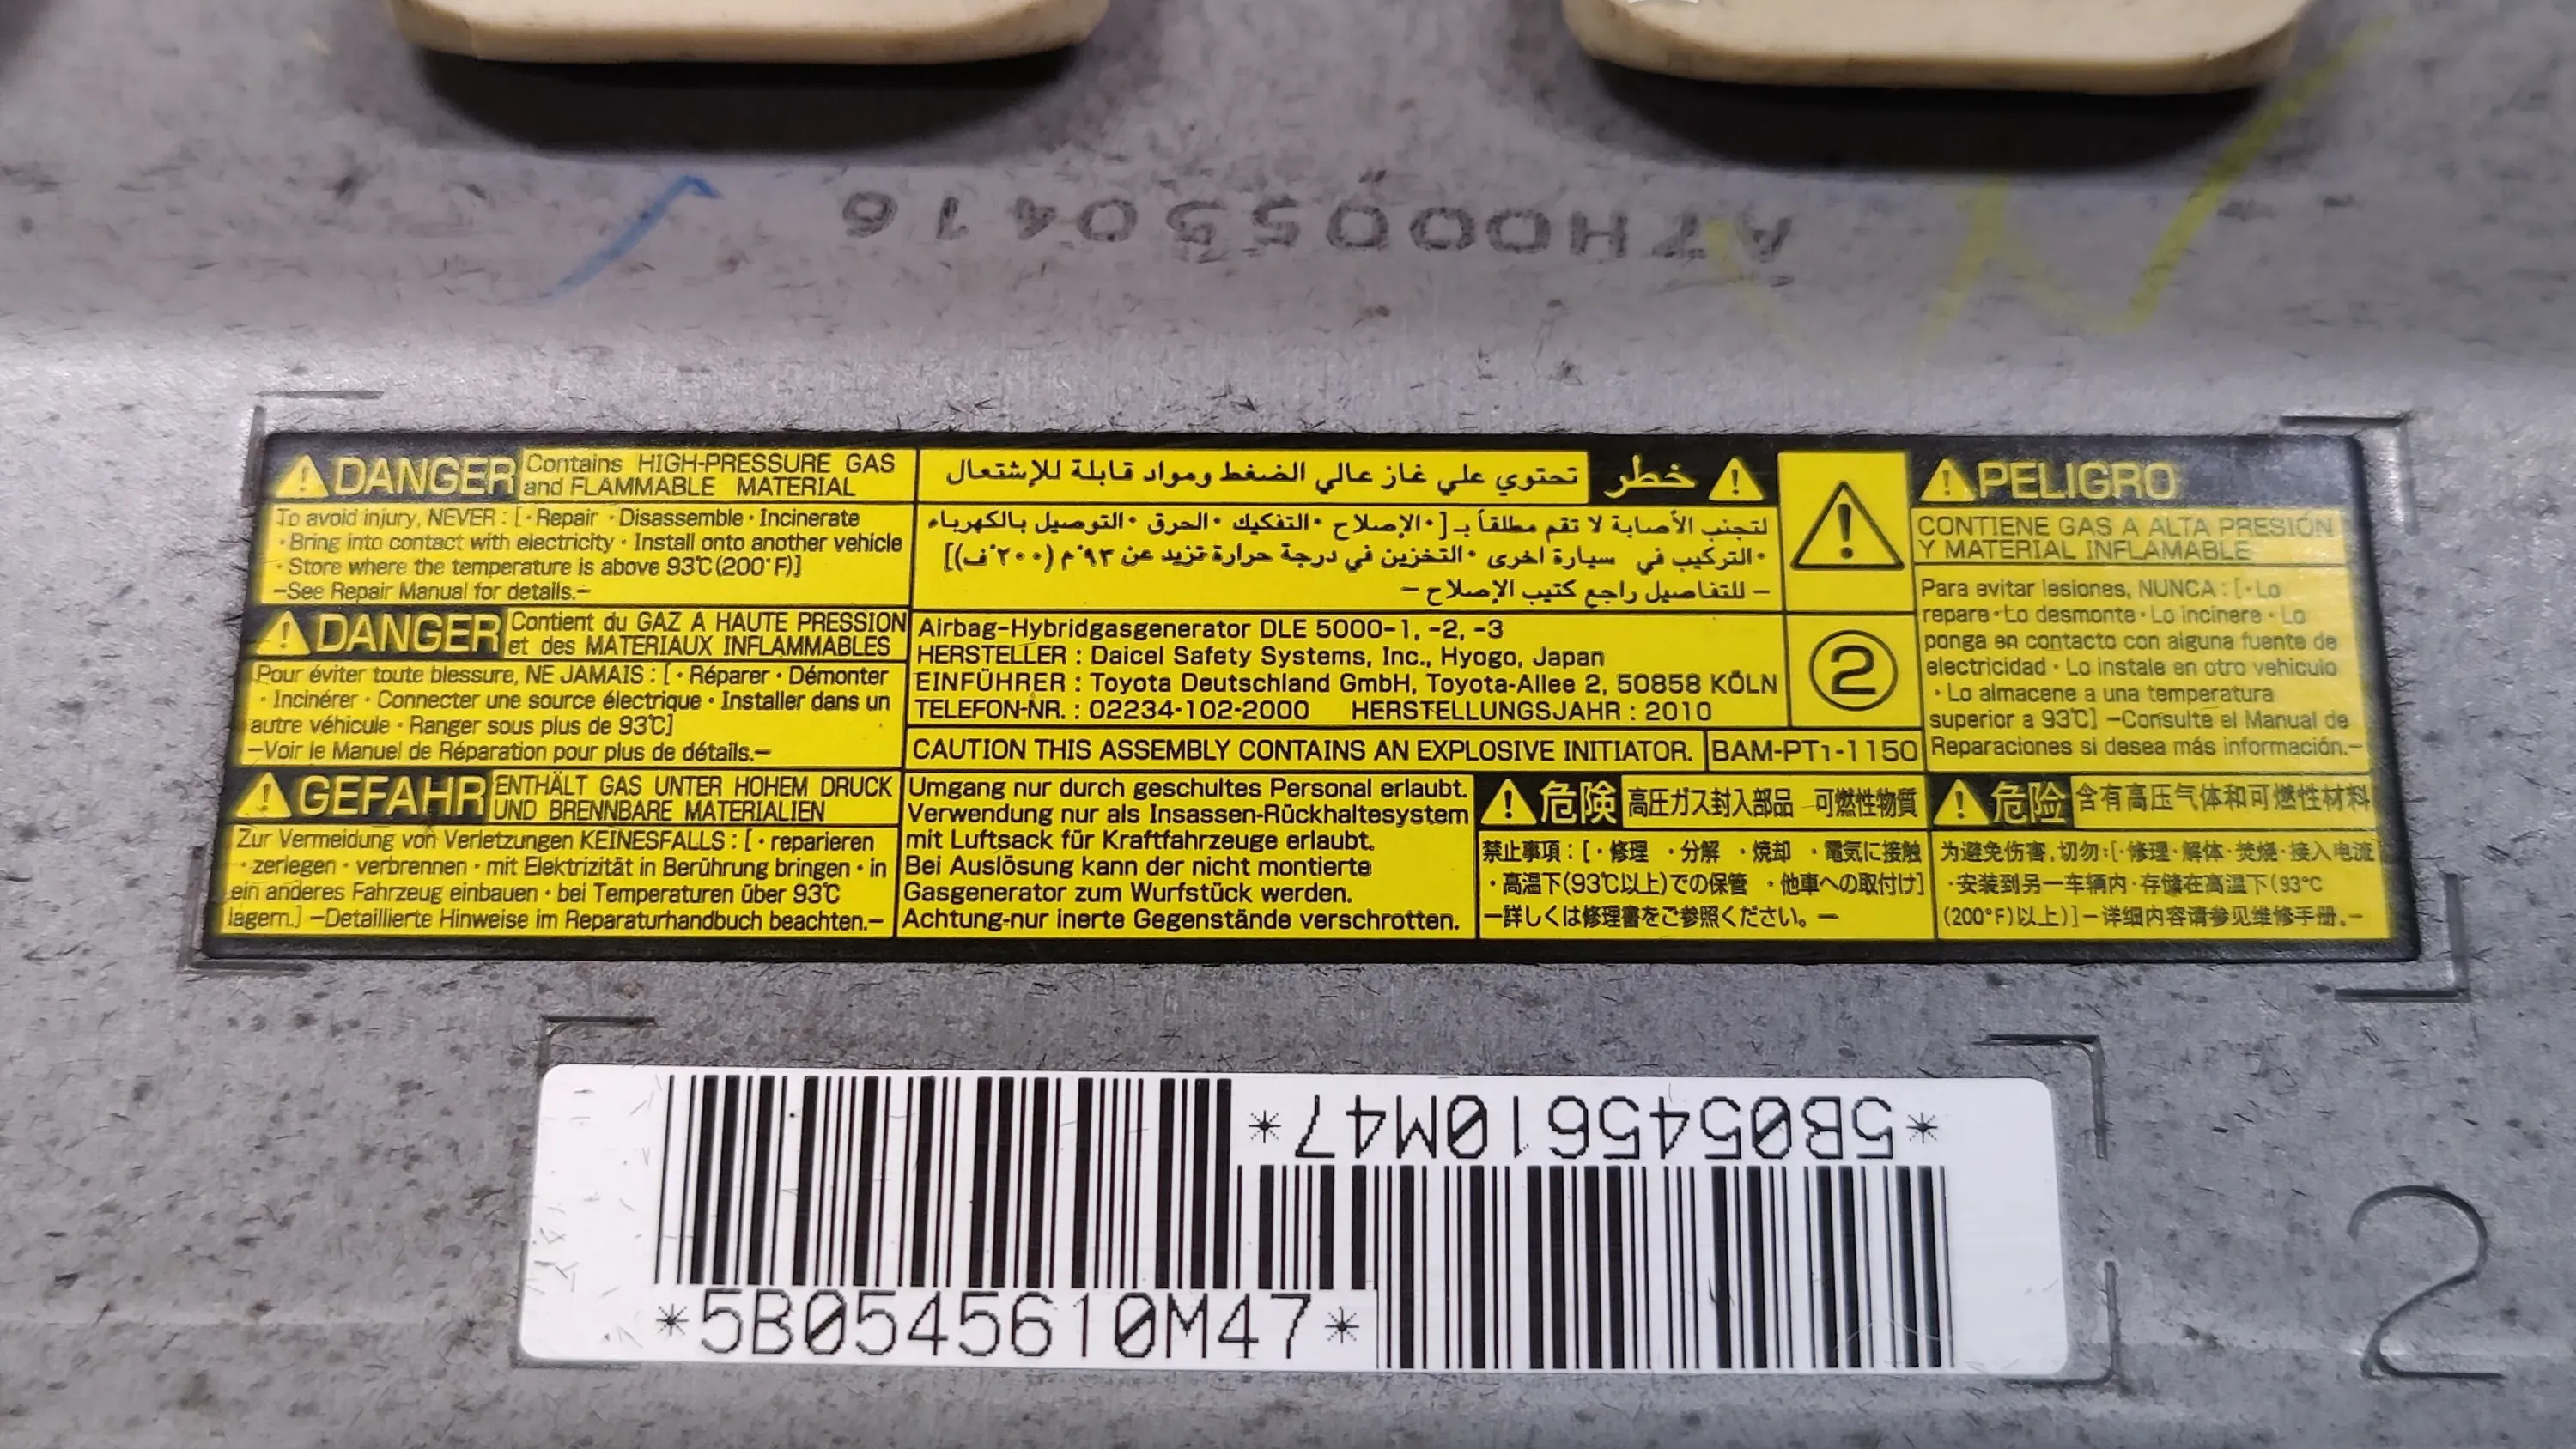 ATH000550416
⚠DANGER Contains HIGH-PRESSURE GAS
and FLAMMABLE MATERIAL
To avoid injury, NEVER : [ · Repair · Disassemble · Incinerate
· Bring into contact with electricity · Install onto another vehicle
· Store where the temperature is above 93℃(200°F)]
–See Repair Manual for details.–
⚠DANGER Contient du GAZ A HAUTE PRESSION
et des MATERIAUX INFLAMMABLES
Pour éviter toute blessure, NE JAMAIS : [ · Réparer · Démonter
· Incinérer · Connecter une source électrique · Installer dans un
autre véhicule · Ranger sous plus de 93℃]
–Voir le Manuel de Réparation pour plus de détails.–
⚠GEFAHR ENTHÄLT GAS UNTER HOHEM DRUCK
UND BRENNBARE MATERIALIEN
Zur Vermeidung von Verletzungen KEINESFALLS : [ · reparieren
· zerlegen · verbrennen · mit Elektrizität in Berührung bringen · in
ein anderes Fahrzeug einbauen · bei Temperaturen über 93℃
lagern.] –Detaillierte Hinweise im Reparaturhandbuch beachten.–
⚠ خطر تحتوي علي غاز عالي الضغط ومواد قابلة للإشتعال
لتجنب الأصابة لا تقم مطلقاً بـ [ · الإصلاح · التفكيك · الحرق · التوصيل بالكهرباء
· التركيب في سيارة اخرى · التخزين في درجة حرارة تزيد عن ٩٣°م (٢٠٠°ف)]
– للتفاصيل راجع كتيب الإصلاح –
Airbag-Hybridgasgenerator DLE 5000-1, -2, -3
HERSTELLER : Daicel Safety Systems, Inc., Hyogo, Japan
EINFÜHRER : Toyota Deutschland GmbH, Toyota-Allee 2, 50858 KÖLN
TELEFON-NR. : 02234-102-2000 HERSTELLUNGSJAHR : 2010
②
CAUTION THIS ASSEMBLY CONTAINS AN EXPLOSIVE INITIATOR. BAM-PT1-1150
Umgang nur durch geschultes Personal erlaubt.
Verwendung nur als Insassen-Rückhaltesystem
mit Luftsack für Kraftfahrzeuge erlaubt.
Bei Auslösung kann der nicht montierte
Gasgenerator zum Wurfstück werden.
Achtung-nur inerte Gegenstände verschrotten.
⚠危険 高圧ガス封入部品 可燃性物質
禁止事項 : [ · 修理 · 分解 · 焼却 · 電気に接触
· 高温下(93℃以上)での保管 · 他車への取付け]
–詳しくは修理書をご参照ください。–
⚠PELIGRO
CONTIENE GAS A ALTA PRESIÓN
Y MATERIAL INFLAMABLE
Para evitar lesiones, NUNCA : [ · Lo
repare · Lo desmonte · Lo incinere · Lo
ponga en contacto con alguna fuente de
electricidad · Lo instale en otro vehiculo
· Lo almacene a una temperatura
superior a 93℃] –Consulte el Manual de
Reparaciones si desea más información.–
⚠危险 含有高压气体和可燃性材料
为避免伤害,切勿:[ · 修理 · 解体 · 焚烧 · 接入电流
· 安装到另一车辆内 · 存储在高温下(93°C
(200°F)以上)]–详细内容请参见维修手册.–
*5B0545610M47*
*5B0545610M47*
2